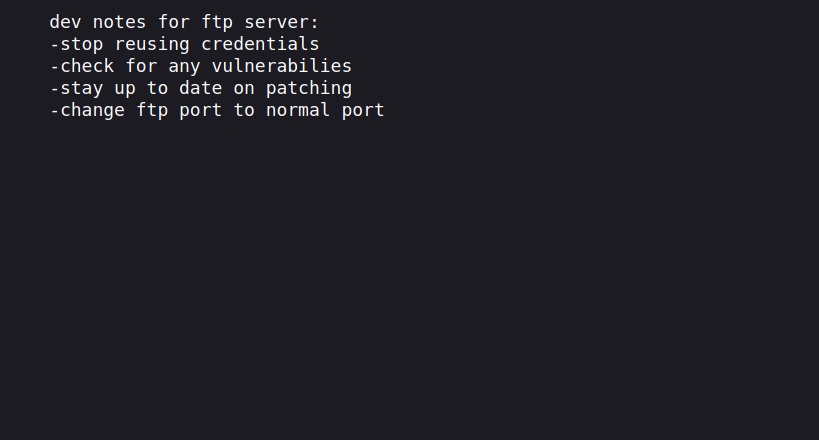 dev notes for ftp server:
-stop reusing credentials
-check for any vulnerabilies
-stay up to date on patching
-change ftp port to normal port